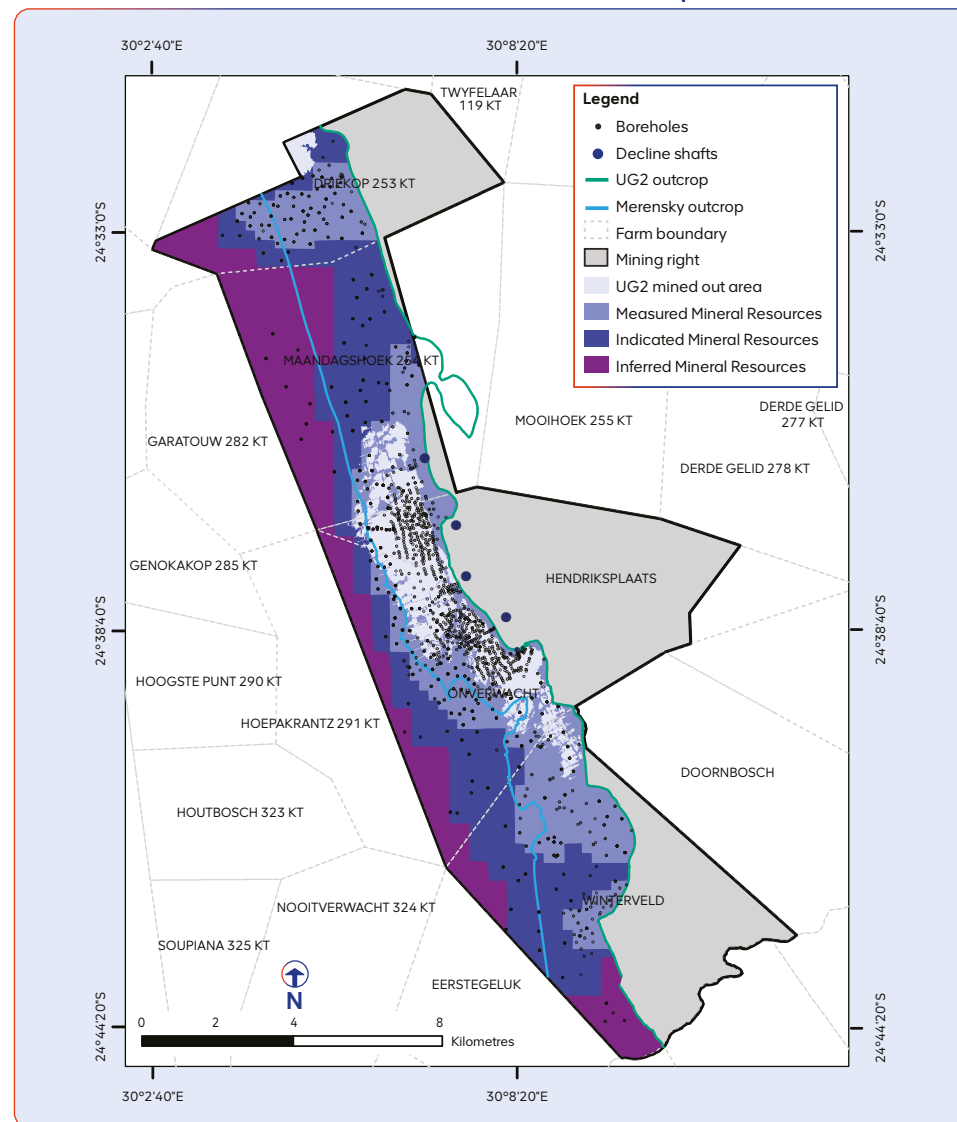 30°2'40"E
30°8'20"E
TWYFELAAR
119 KT
Legend
Boreholes
Decline shafts
UG2 outcrop
Merensky outcrop
Farm boundary
Mining right
UG2 mined out area
Measured Mineral Resources
Indicated Mineral Resources
Inferred Mineral Resources
DRIEKOP 253 KT
24°33'0"S
24°33'0"S
MAANDAGSHOEK 254 KT
MOOIHOEK 255 KT
DERDE GELID
277 KT
GARATOUW 282 KT
DERDE GELID 278 KT
GENOKAKOP 285 KT
HENDRIKSPLAATS
24°38'40"S
24°38'40"S
HOOGSTE PUNT 290 KT
ONVERWACHT
HOEPAKRANTZ 291 KT
DOORNBOSCH
HOUTBOSCH 323 KT
WINTERVELD
NOOITVERWACHT 324 KT
SOUPIANA 325 KT
EERSTEGELUK
N
0 2 4 8
Kilometres
24°44'20"S
24°44'20"S
30°2'40"E
30°8'20"E